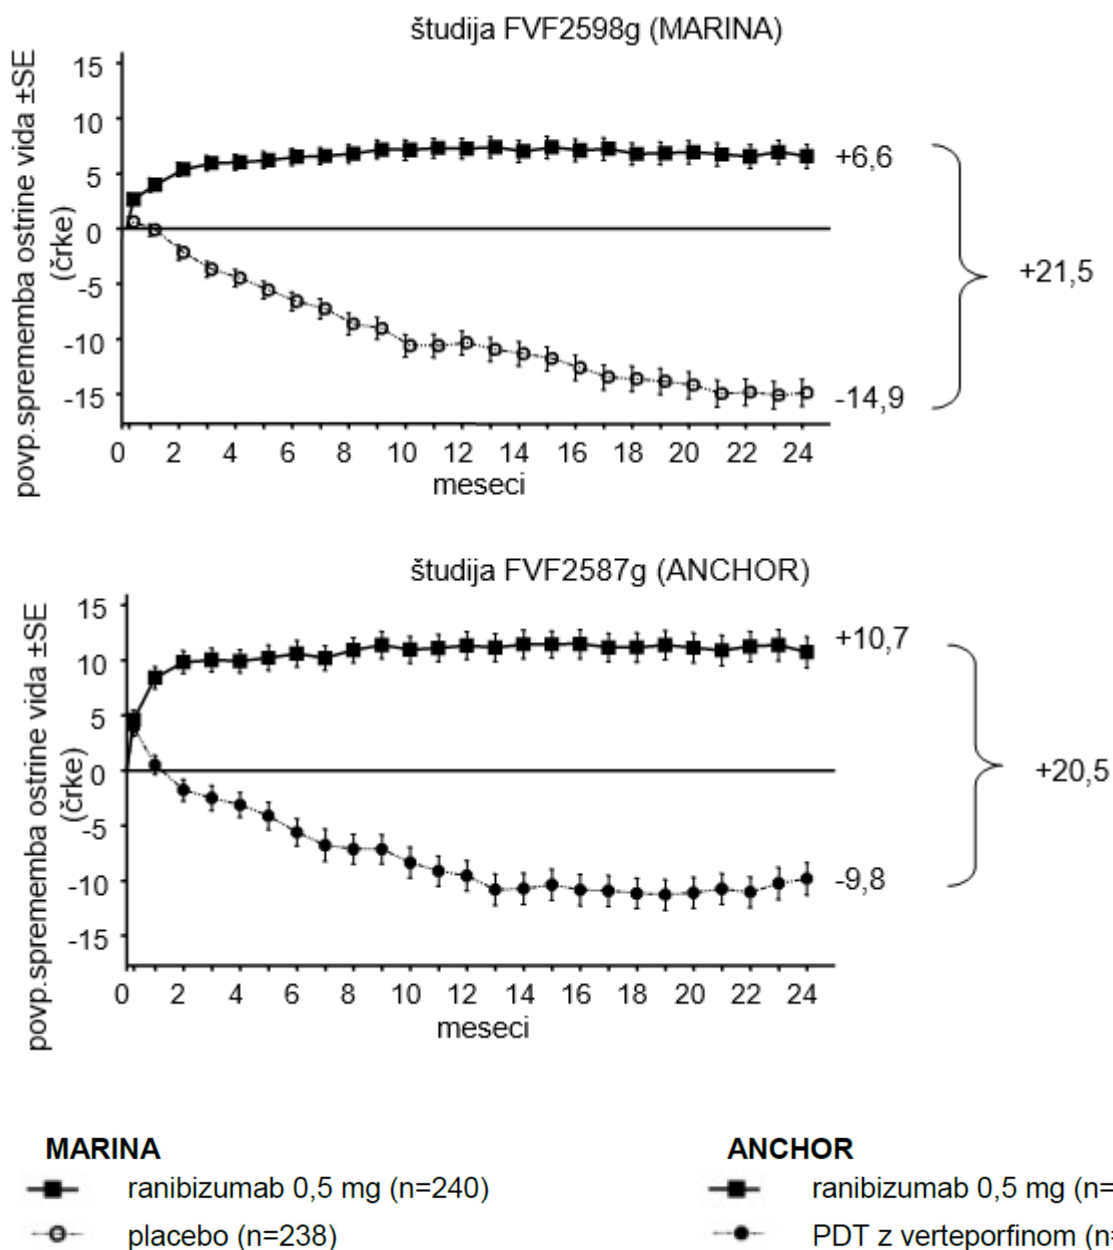 študija FVF2598g (MARINA)
povp.sprememba ostrine vida ±SE
(črke)
15
10
5
0
-5
-10
-15
+6,6
-14,9
+21,5
0 2 4 6 8 10 12 14 16 18 20 22 24
meseci
študija FVF2587g (ANCHOR)
povp.sprememba ostrine vida ±SE
(črke)
15
10
5
0
-5
-10
-15
+10,7
-9,8
+20,5
0 2 4 6 8 10 12 14 16 18 20 22 24
meseci
MARINA
ranibizumab 0,5 mg (n=240)
placebo (n=238)
ANCHOR
ranibizumab 0,5 mg (n=
PDT z verteporfinom (n=